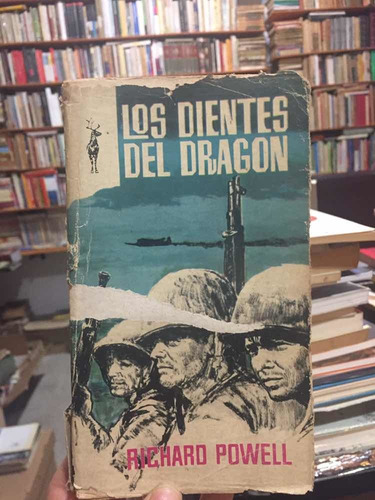 LOS DIENTES
DEL DRAGON
RICHARD POWELL